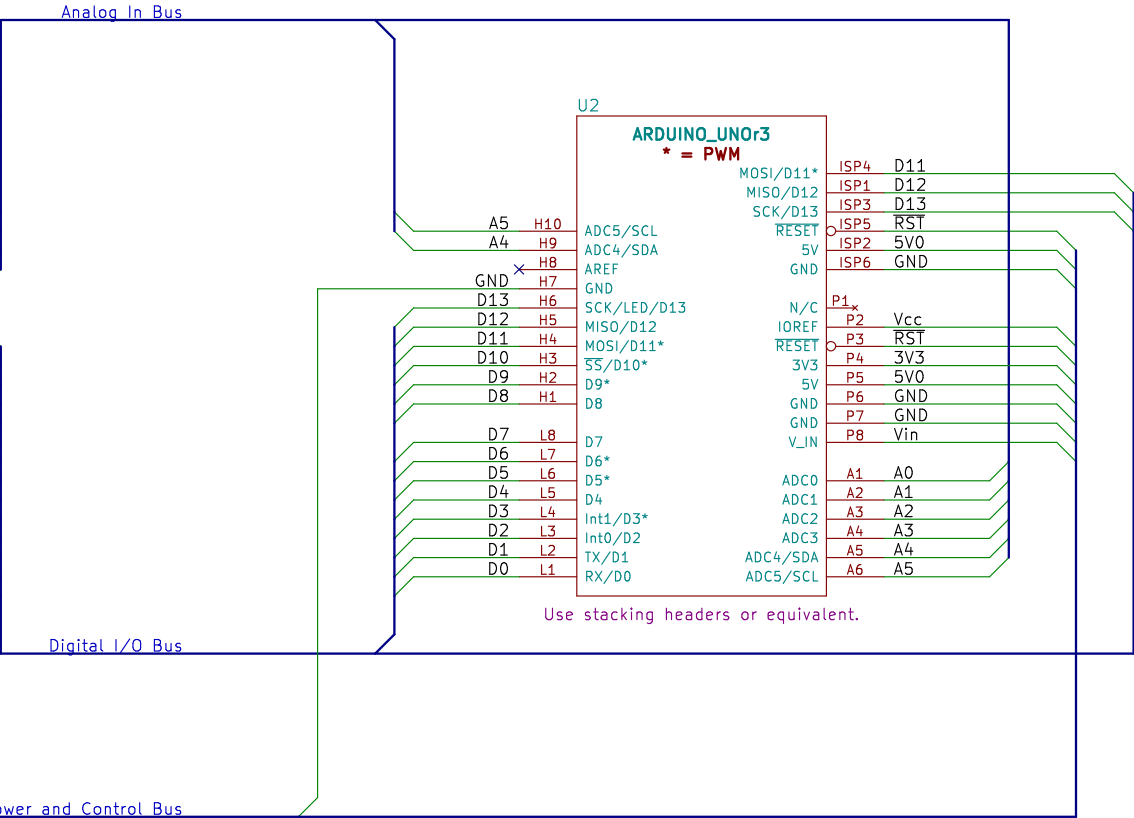 Analog In Bus
U2
ARDUINO_UNOr3
* = PWM
A5 H10 ADC5/SCL
A4 H9 ADC4/SDA
H8 AREF
GND H7 GND
D13 H6 SCK/LED/D13
D12 H5 MISO/D12
D11 H4 MOSI/D11*
D10 H3 SS/D10*
D9 H2 D9*
D8 H1 D8
D7 L8 D7
D6 L7 D6*
D5 L6 D5*
D4 L5 D4
D3 L4 Int1/D3*
D2 L3 Int0/D2
D1 L2 TX/D1
D0 L1 RX/D0
MOSI/D11* ISP4 D11
MISO/D12 ISP1 D12
SCK/D13 ISP3 D13
RESET ISP5 RST
5V ISP2 5V0
GND ISP6 GND
N/C P1
IOREF P2 Vcc
RESET P3 RST
3V3 P4 3V3
5V P5 5V0
GND P6 GND
GND P7 GND
V_IN P8 Vin
ADC0 A1 A0
ADC1 A2 A1
ADC2 A3 A2
ADC3 A4 A3
ADC4/SDA A5 A4
ADC5/SCL A6 A5
Use stacking headers or equivalent.
Digital I/O Bus
ower and Control Bus